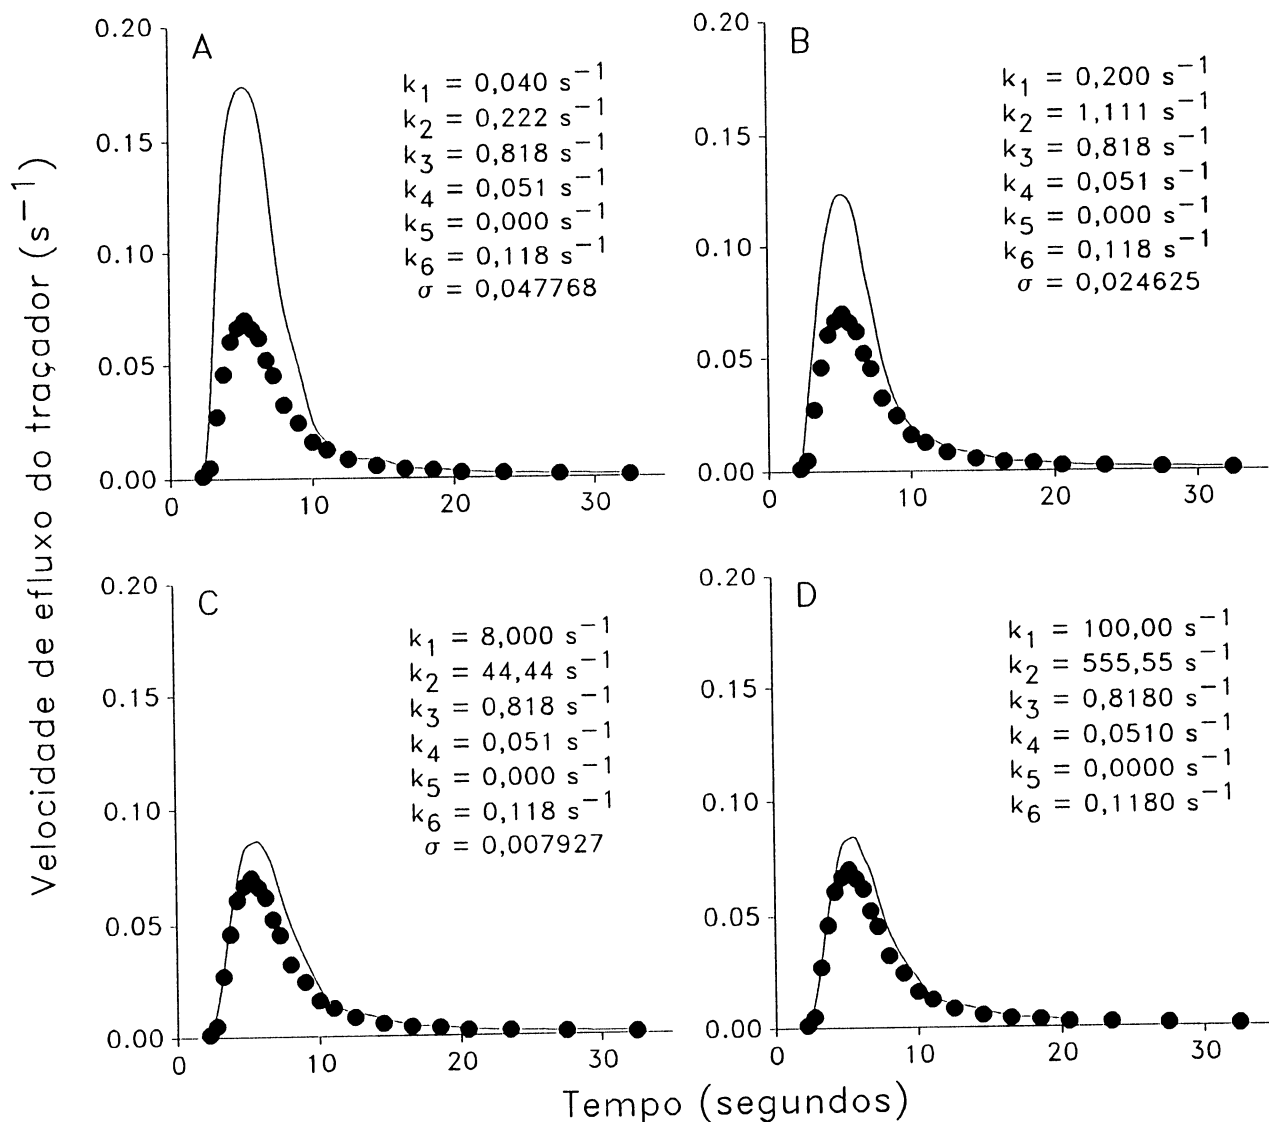 Velocidade de efluxo do traçador (s⁻¹)
A
k₁ = 0,040 s⁻¹
k₂ = 0,222 s⁻¹
k₃ = 0,818 s⁻¹
k₄ = 0,051 s⁻¹
k₅ = 0,000 s⁻¹
k₆ = 0,118 s⁻¹
σ = 0,047768
0.20
0.15
0.10
0.05
0.00
0 10 20 30
B
k₁ = 0,200 s⁻¹
k₂ = 1,111 s⁻¹
k₃ = 0,818 s⁻¹
k₄ = 0,051 s⁻¹
k₅ = 0,000 s⁻¹
k₆ = 0,118 s⁻¹
σ = 0,024625
0.20
0.15
0.10
0.05
0.00
0 10 20 30
C
k₁ = 8,000 s⁻¹
k₂ = 44,44 s⁻¹
k₃ = 0,818 s⁻¹
k₄ = 0,051 s⁻¹
k₅ = 0,000 s⁻¹
k₆ = 0,118 s⁻¹
σ = 0,007927
0.20
0.15
0.10
0.05
0.00
0 10 20 30
D
k₁ = 100,00 s⁻¹
k₂ = 555,55 s⁻¹
k₃ = 0,8180 s⁻¹
k₄ = 0,0510 s⁻¹
k₅ = 0,0000 s⁻¹
k₆ = 0,1180 s⁻¹
0.20
0.15
0.10
0.05
0.00
0 10 20 30
Tempo (segundos)